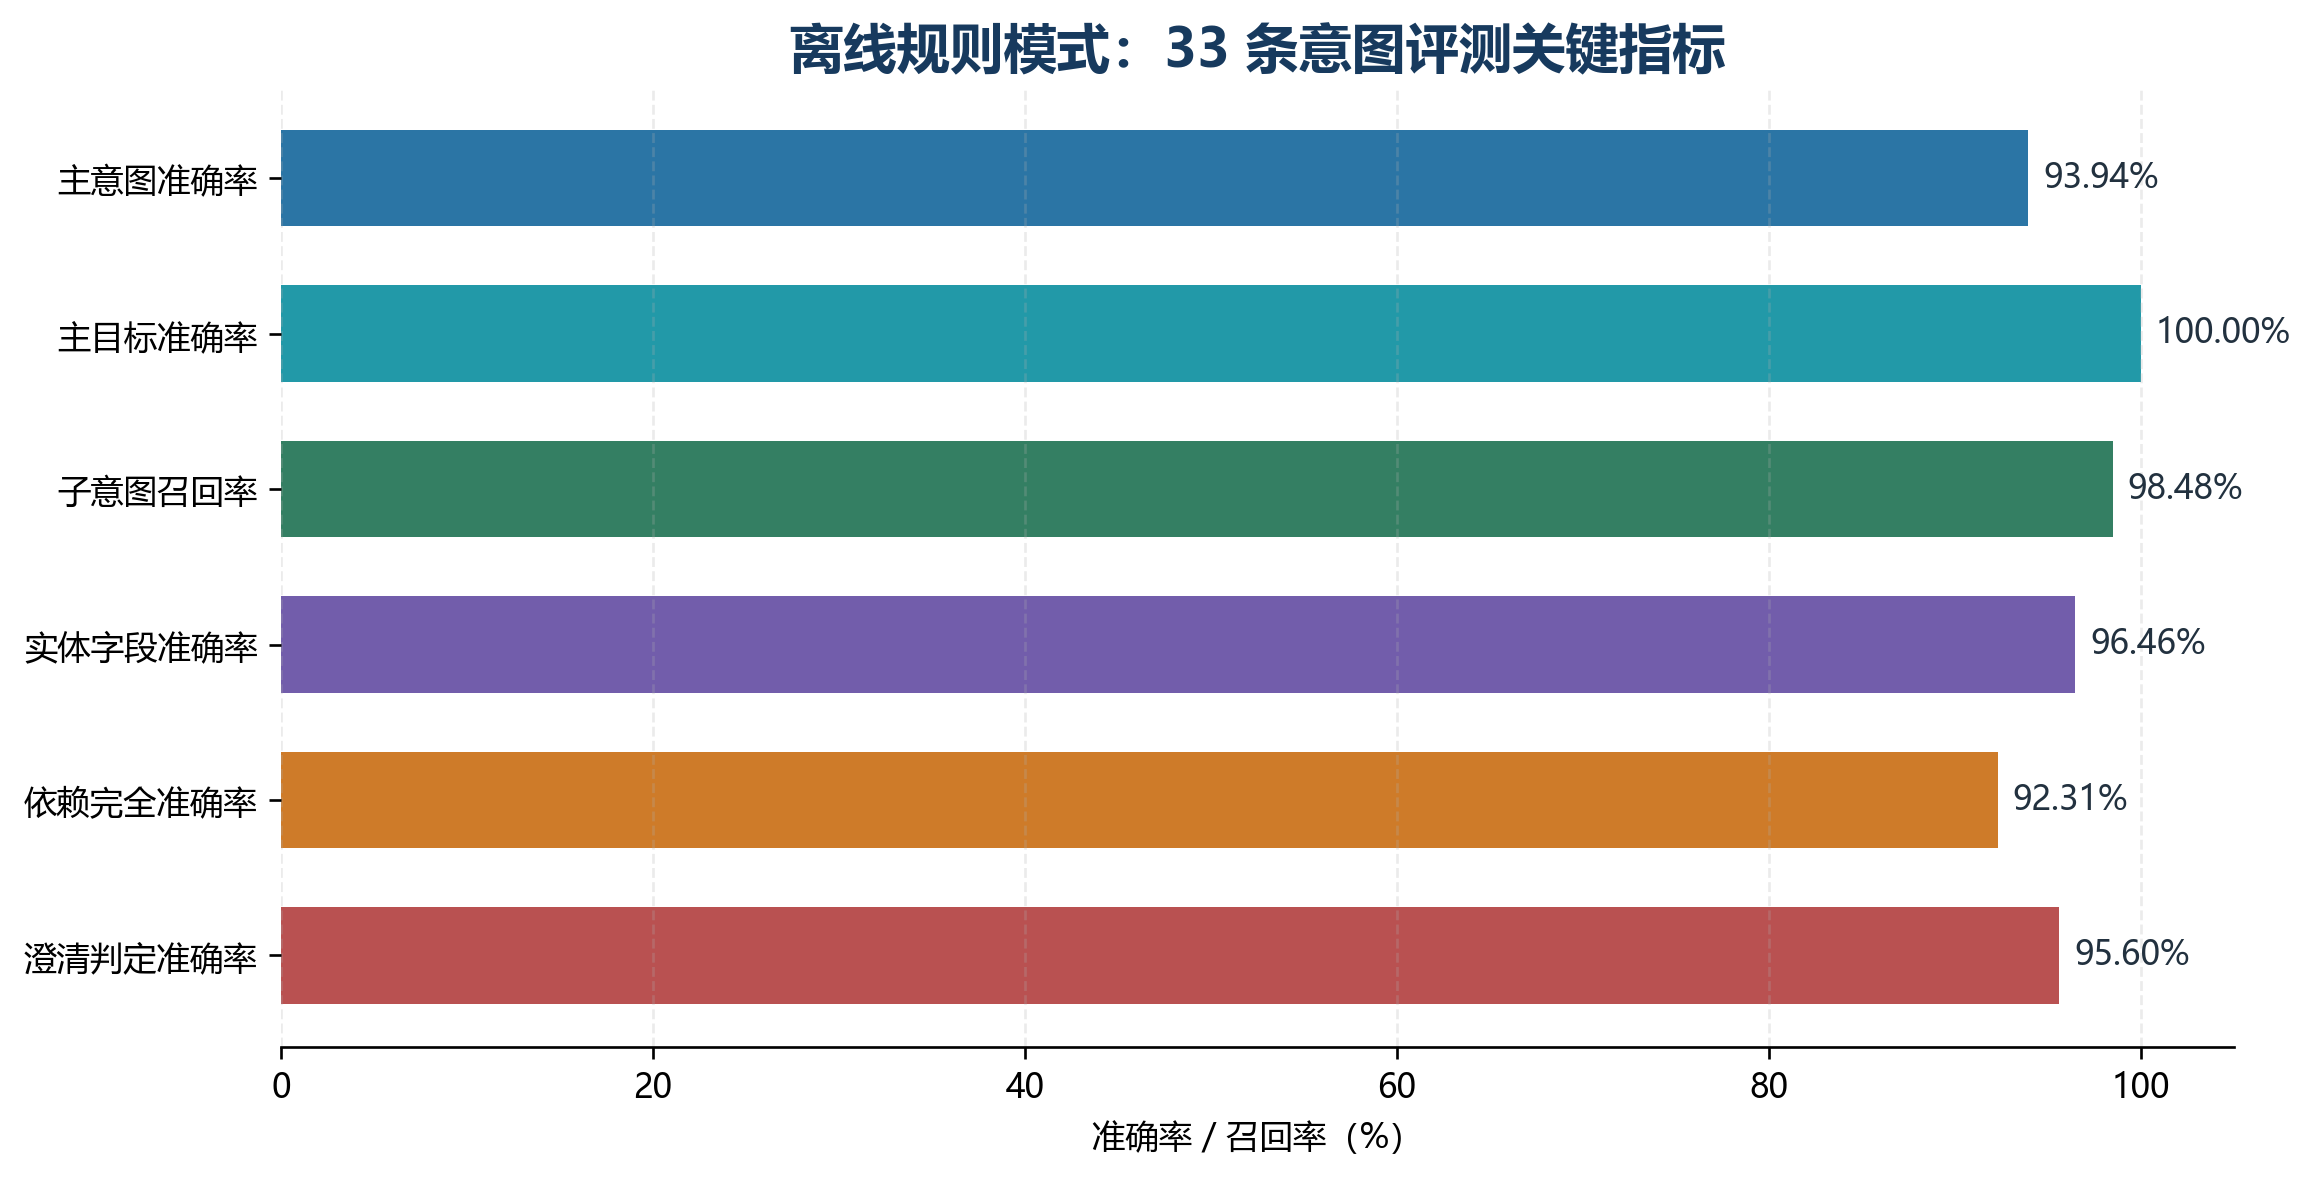 离线规则模式：33 条意图评测关键指标
主意图准确率
93.94%
主目标准确率
100.00%
子意图召回率
98.48%
实体字段准确率
96.46%
依赖完全准确率
92.31%
澄清判定准确率
95.60%
0 20 40 60 80 100
准确率 / 召回率（%）